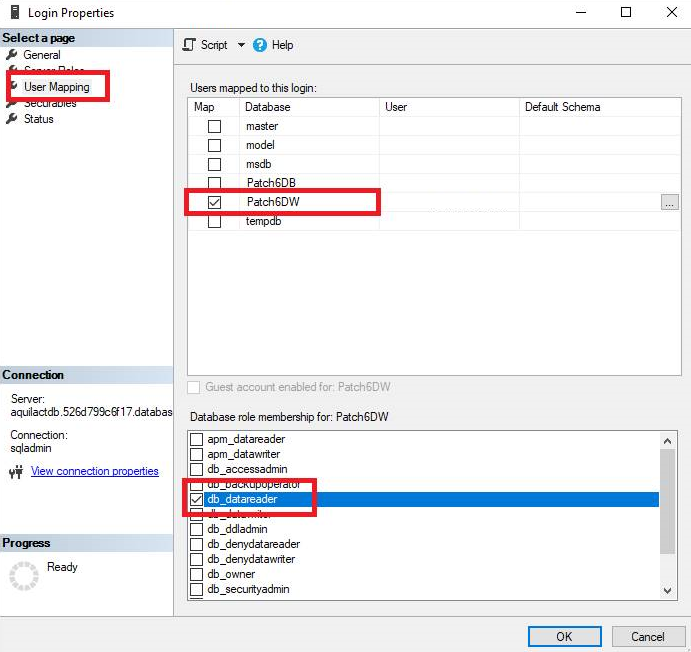 Login Properties
Select a page
General
Server Roles
User Mapping
Securables
Status
Script
Help
Users mapped to this login:
Map Database User Default Schema
master
model
msdb
Patch6DB
Patch6DW
...
tempdb
Guest account enabled for: Patch6DW
Database role membership for: Patch6DW
apm_datareader
apm_datawriter
db_accessadmin
db_backupoperator
db_datareader
db_datawriter
db_ddladmin
db_denydatareader
db_denydatawriter
db_owner
db_securityadmin
Connection
Server:
aquilactdb.526d799c6f17.databas
Connection:
sqladmin
View connection properties
Progress
Ready
OK
Cancel